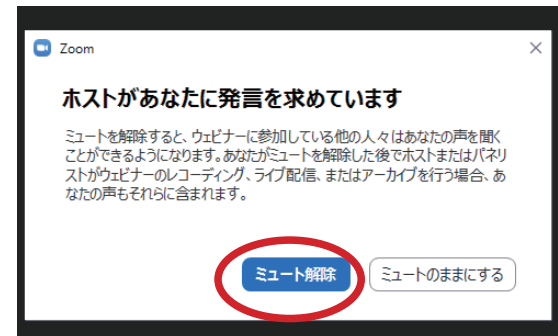 Zoom
ホストがあなたに発言を求めています
ミュートを解除すると、ウェビナーに参加している他の人々はあなたの声を聞く
ことができるようになります。あなたがミュートを解除した後でホストまたはパネリ
ストがウェビナーのレコーディング、ライブ配信、またはアーカイブを行う場合、あ
なたの声もそれらに含まれます。
ミュート解除
ミュートのままにする